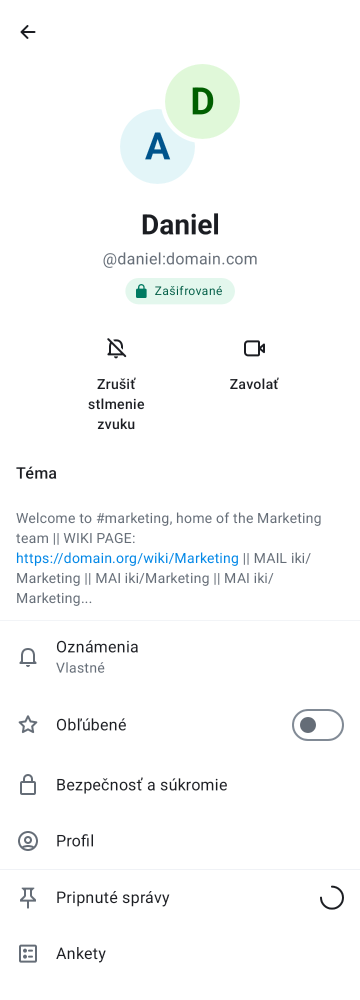 D
A
Daniel
@daniel:domain.com
Zašifrované
Zrušiť
stlmenie
zvuku
Zavolať
Téma
Welcome to #marketing, home of the Marketing
team || WIKI PAGE:
https://domain.org/wiki/Marketing || MAIL iki/
Marketing || MAI iki/Marketing || MAI iki/
Marketing...
Oznámenia
Vlastné
Obľúbené
Bezpečnosť a súkromie
Profil
Pripnuté správy
Ankety